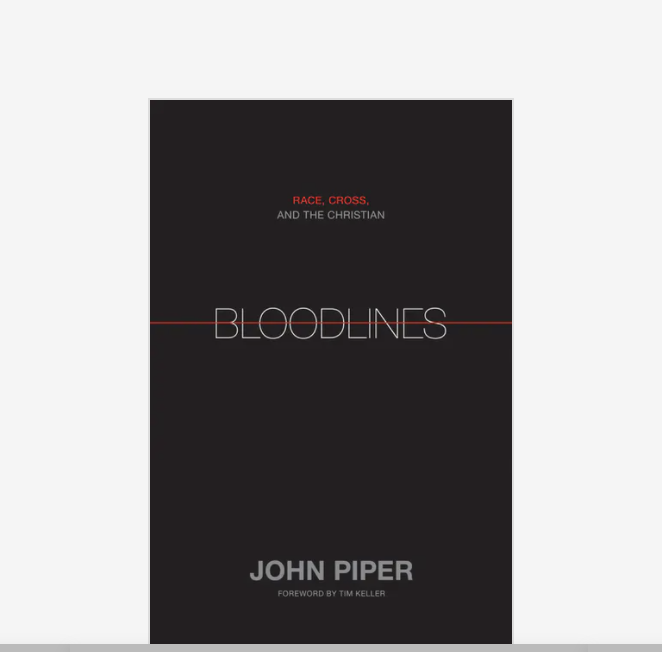 RACE, CROSS,
AND THE CHRISTIAN
BLOODLINES
JOHN PIPER
FOREWORD BY TIM KELLER